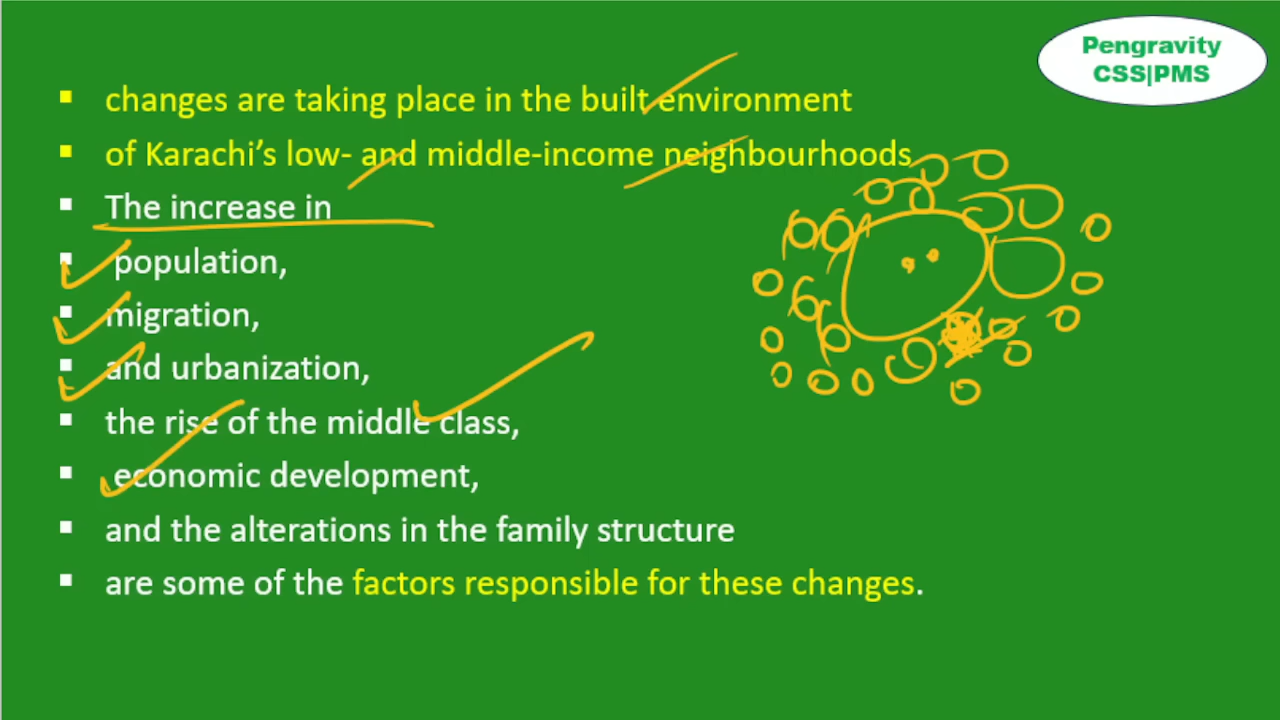 Pengravity
CSS|PMS
changes are taking place in the built environment
of Karachi’s low- and middle-income neighbourhoods
The increase in
population,
migration,
and urbanization,
the rise of the middle class,
economic development,
and the alterations in the family structure
are some of the factors responsible for these changes.